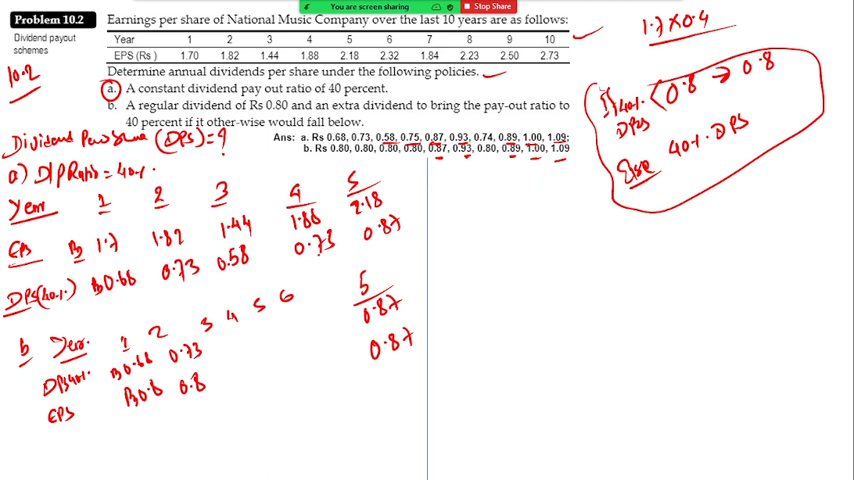 You are screen sharing
Stop Share
Problem 10.2
Dividend payout
schemes
Earnings per share of National Music Company over the last 10 years are as follows:
Year 1 2 3 4 5 6 7 8 9 10
EPS (Rs ) 1.70 1.82 1.44 1.88 2.18 2.32 1.84 2.23 2.50 2.73
Determine annual dividends per share under the following policies.
a. A constant dividend pay out ratio of 40 percent.
b. A regular dividend of Rs 0.80 and an extra dividend to bring the pay-out ratio to
40 percent if it other-wise would fall below.
Ans: a. Rs 0.68, 0.73, 0.58, 0.75, 0.87, 0.93, 0.74, 0.89, 1.00, 1.09;
b. Rs 0.80, 0.80, 0.80, 0.80, 0.87, 0.93, 0.80, 0.89, 1.00, 1.09
10.2
(DPS) = ?
a) D/P Ratio = 40%.
Year 1 2 3 4 5
EPS 1.7 1.82 1.44 1.88 2.18
DPS (40%) 0.68 0.73 0.58 0.73 0.87
b Year 1 2 3 4 5 6 5
DPS 40%. 0.68 0.73 0.87
EPS 0.8 0.8 0.87
1.7 × 0.4
If 40%. < 0.8 → 0.8
DPS
Else 40%. DPS